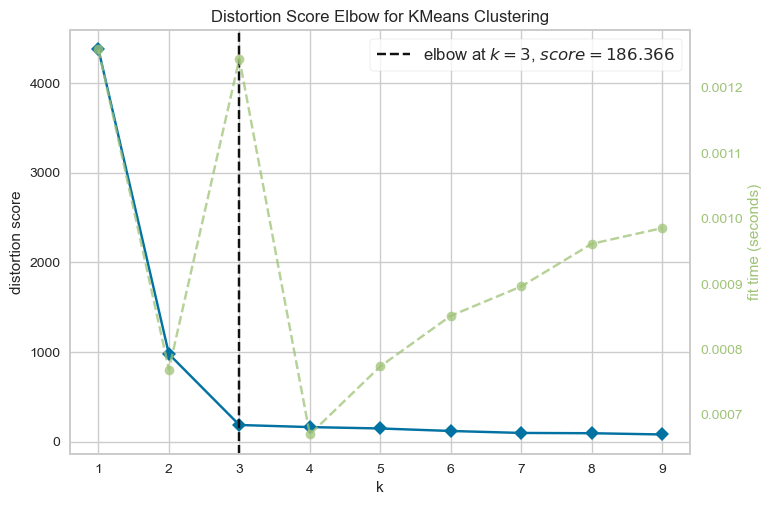 Distortion Score Elbow for KMeans Clustering
elbow at k = 3, score = 186.366
distortion score
4000
3000
2000
1000
0
0.0012
0.0011
0.0010
0.0009
0.0008
0.0007
fit time (seconds)
1 2 3 4 5 6 7 8 9
k